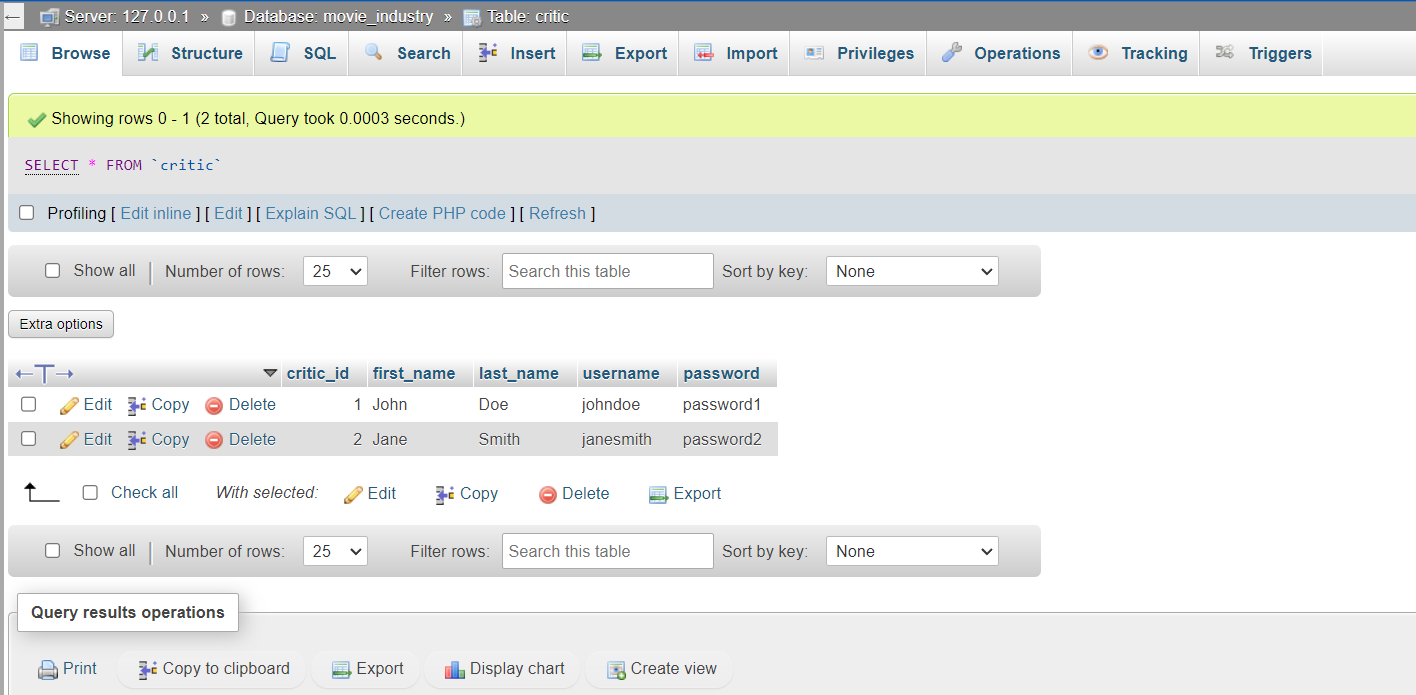 ← Server: 127.0.0.1 » Database: movie_industry » Table: critic
Browse Structure SQL Search Insert Export Import Privileges Operations Tracking Triggers
Showing rows 0 - 1 (2 total, Query took 0.0003 seconds.)
SELECT * FROM `critic`
Profiling [ Edit inline ] [ Edit ] [ Explain SQL ] [ Create PHP code ] [ Refresh ]
Show all | Number of rows: 25 Filter rows: Search this table Sort by key: None
Extra options
←T→ critic_id first_name last_name username password
Edit Copy Delete 1 John Doe johndoe password1
Edit Copy Delete 2 Jane Smith janesmith password2
Check all With selected: Edit Copy Delete Export
Show all | Number of rows: 25 Filter rows: Search this table Sort by key: None
Query results operations
Print Copy to clipboard Export Display chart Create view